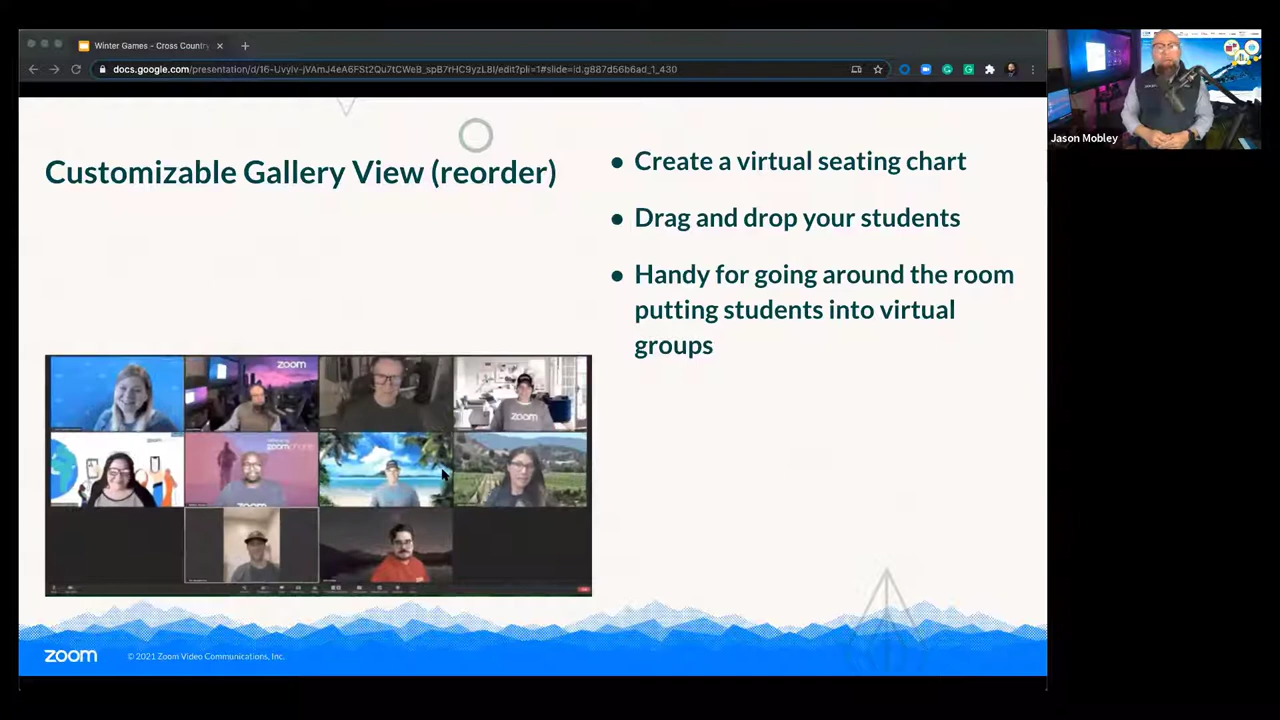 Winter Games - Cross Country
docs.google.com/presentation/d/16-Uvyiv-jVAmJ4eA6FSt2Qu7tCWeB_spB7rHC9yzL8I/edit?pli=1#slide=id.g887d56b6ad_1_430
Jason Mobley
Customizable Gallery View (reorder)
● Create a virtual seating chart
● Drag and drop your students
● Handy for going around the room
putting students into virtual
groups
zoom
zoom
zoom
zoom
© 2021 Zoom Video Communications, Inc.